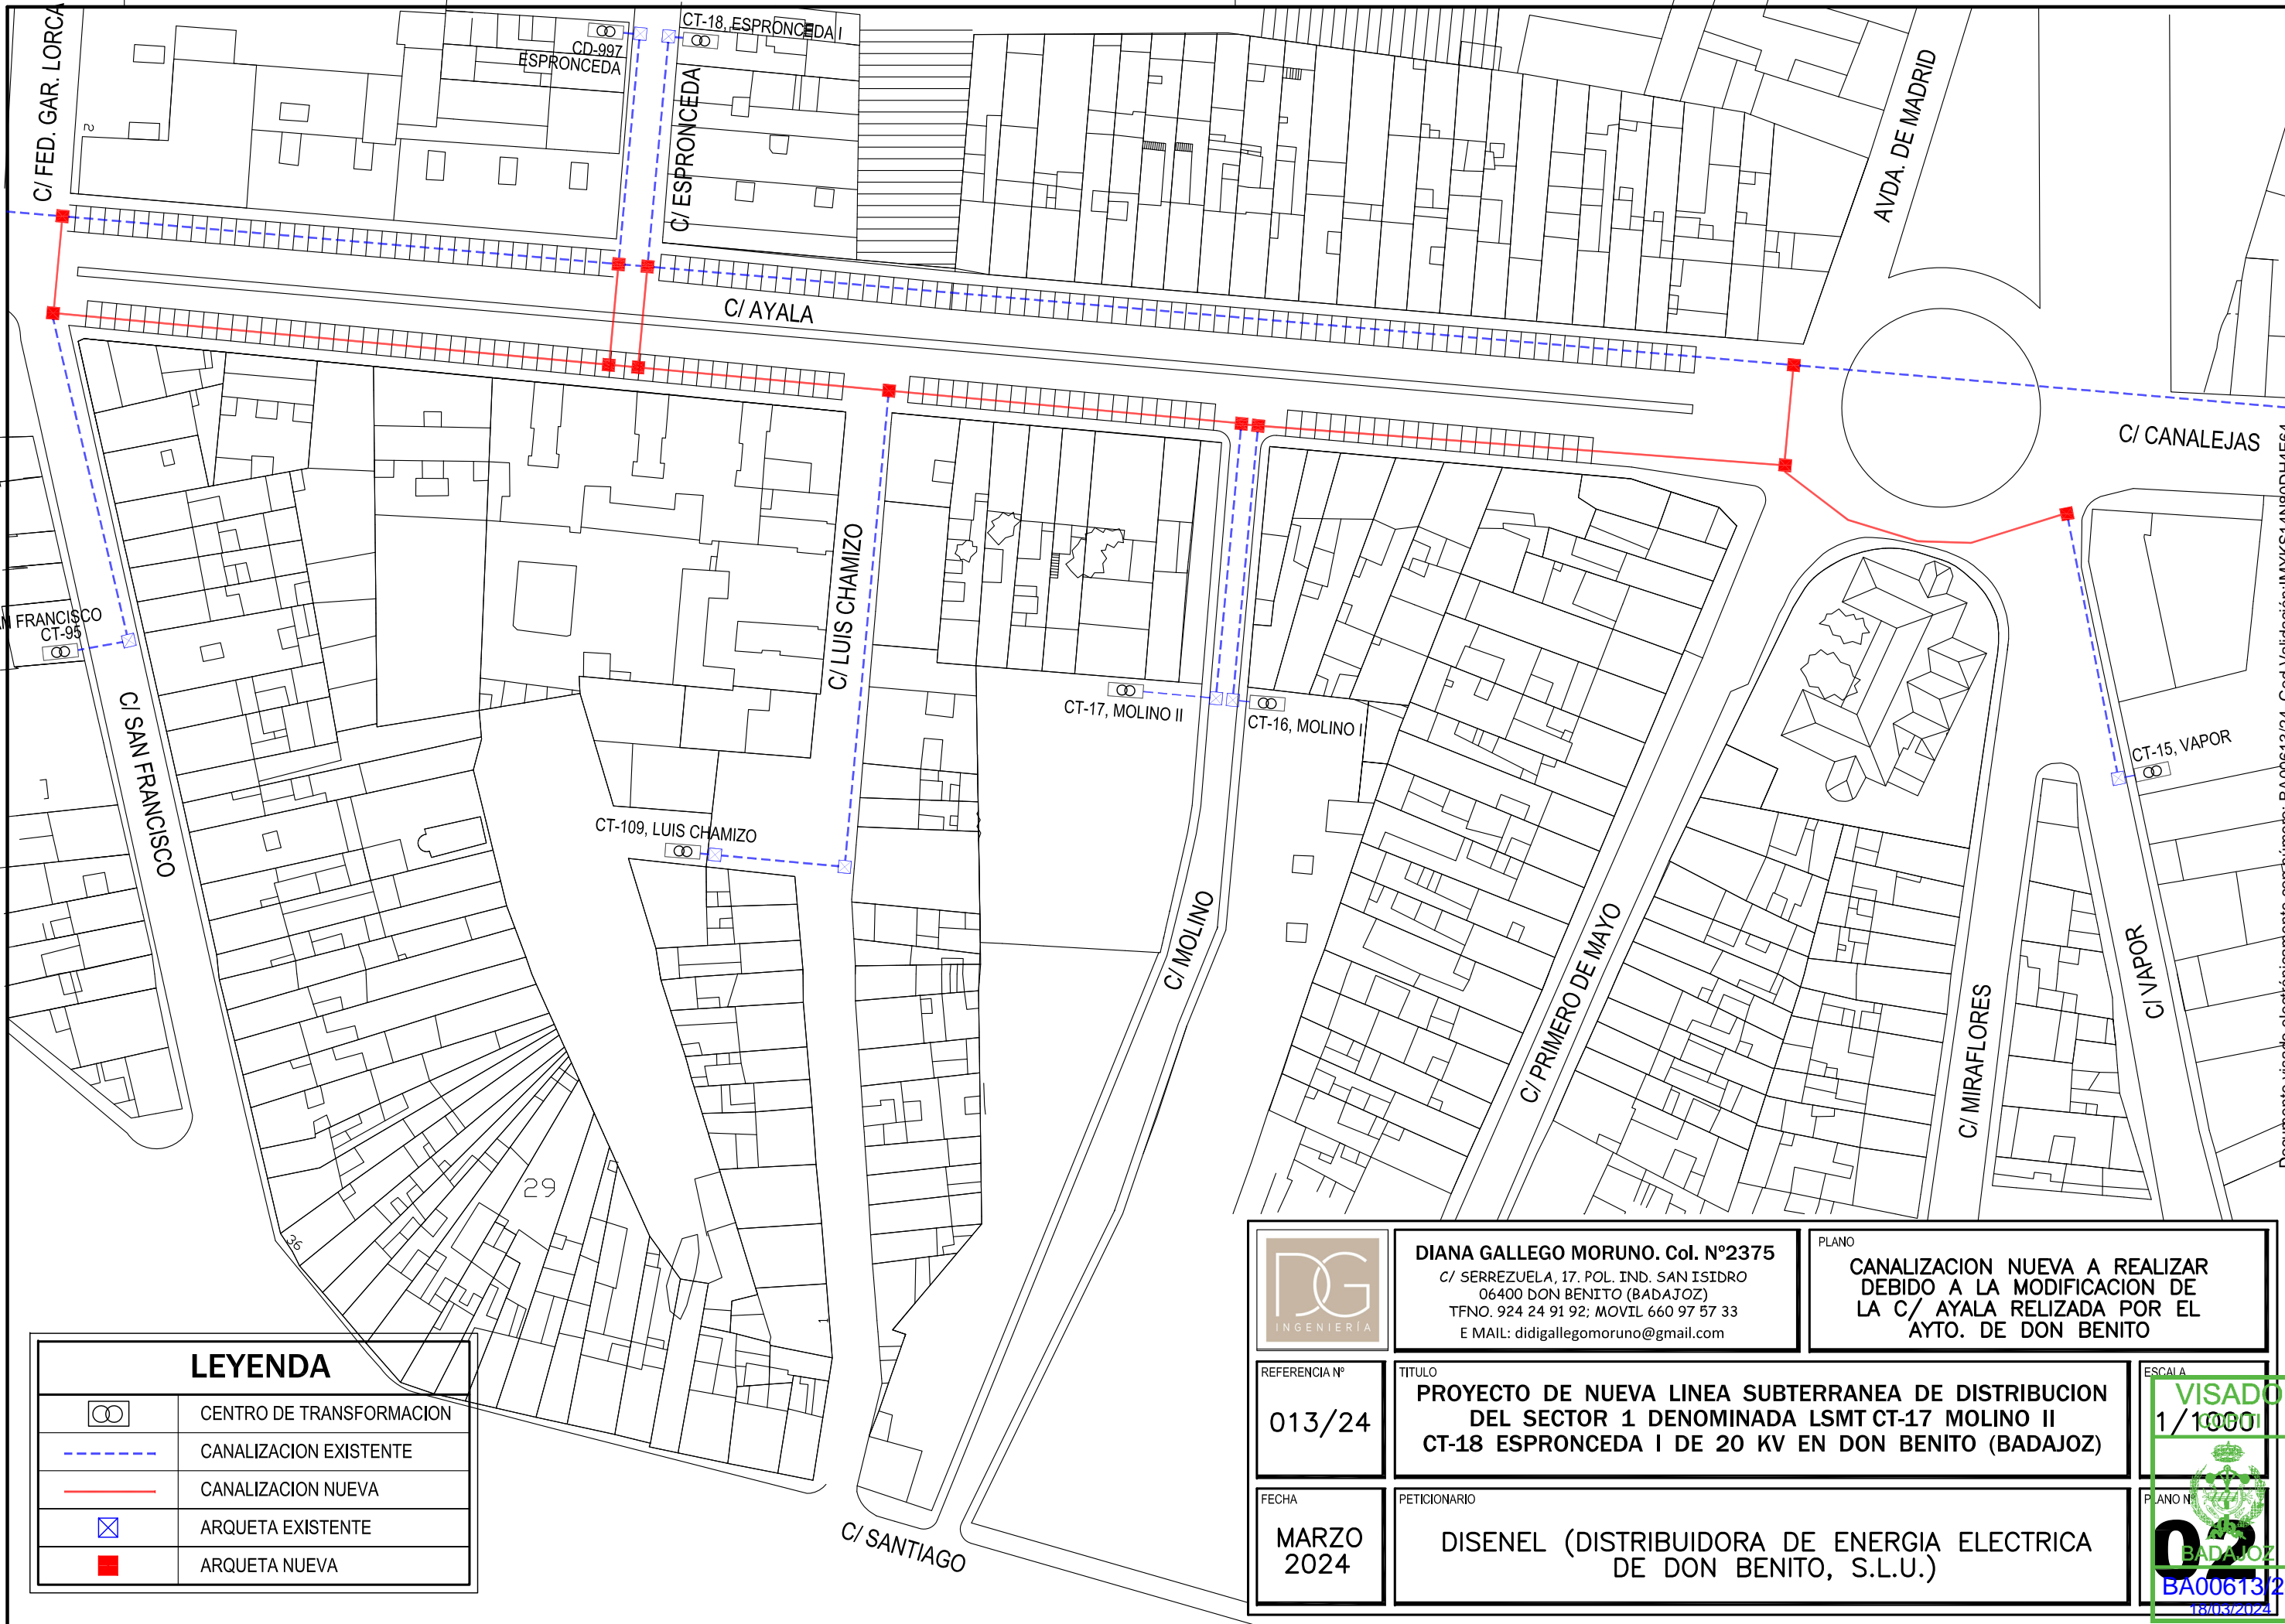 C/ FED. GAR. LORCA
2
CD-997
ESPRONCEDA
CT-18, ESPRONCEDA I
C/ ESPRONCEDA
AVDA. DE MADRID
C/ AYALA
C/ CANALEJAS
FRANCISCO
CT-95
C/ SAN FRANCISCO
C/ LUIS CHAMIZO
CT-109, LUIS CHAMIZO
CT-17, MOLINO II
CT-16, MOLINO I
CT-15, VAPOR
C/ MOLINO
C/ PRIMERO DE MAYO
C/ MIRAFLORES
C/ VAPOR
29
36
C/ SANTIAGO
LEYENDA
CENTRO DE TRANSFORMACION
CANALIZACION EXISTENTE
CANALIZACION NUEVA
ARQUETA EXISTENTE
ARQUETA NUEVA
DG
INGENIERÍA
DIANA GALLEGO MORUNO. Col. Nº2375
C/ SERREZUELA, 17. POL. IND. SAN ISIDRO
06400 DON BENITO (BADAJOZ)
TFNO. 924 24 91 92; MOVIL 660 97 57 33
E MAIL: didigallegomoruno@gmail.com
PLANO
CANALIZACION NUEVA A REALIZAR
DEBIDO A LA MODIFICACION DE
LA C/ AYALA RELIZADA POR EL
AYTO. DE DON BENITO
REFERENCIA Nº
013/24
TITULO
PROYECTO DE NUEVA LINEA SUBTERRANEA DE DISTRIBUCION
DEL SECTOR 1 DENOMINADA LSMT CT-17 MOLINO II
CT-18 ESPRONCEDA I DE 20 KV EN DON BENITO (BADAJOZ)
ESCALA
1/1000
FECHA
MARZO
2024
PETICIONARIO
DISENEL (DISTRIBUIDORA DE ENERGIA ELECTRICA
DE DON BENITO, S.L.U.)
PLANO Nº
02
VISADO
COPITI
BADAJOZ
BA00613/2
18/03/2024